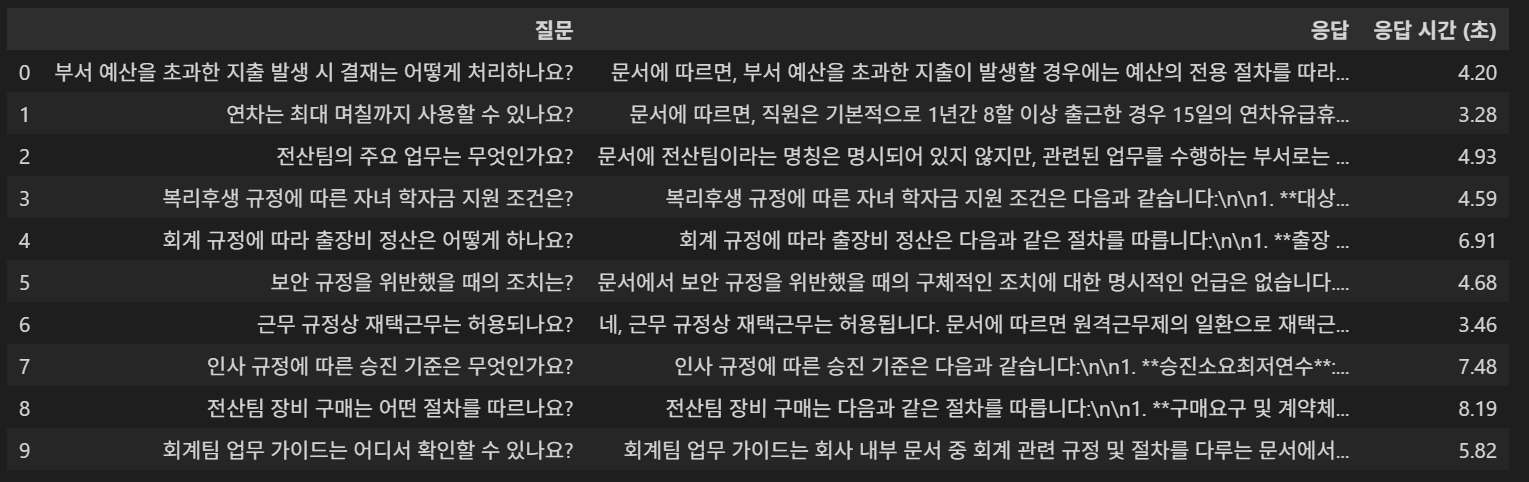 질문 응답 응답 시간 (초)
0 부서 예산을 초과한 지출 발생 시 결재는 어떻게 처리하나요? 문서에 따르면, 부서 예산을 초과한 지출이 발생할 경우에는 예산의 전용 절차를 따라... 4.20
1 연차는 최대 며칠까지 사용할 수 있나요? 문서에 따르면, 직원은 기본적으로 1년간 8할 이상 출근한 경우 15일의 연차유급휴... 3.28
2 전산팀의 주요 업무는 무엇인가요? 문서에 전산팀이라는 명칭은 명시되어 있지 않지만, 관련된 업무를 수행하는 부서로는 ... 4.93
3 복리후생 규정에 따른 자녀 학자금 지원 조건은? 복리후생 규정에 따른 자녀 학자금 지원 조건은 다음과 같습니다:\n\n1. **대상... 4.59
4 회계 규정에 따라 출장비 정산은 어떻게 하나요? 회계 규정에 따라 출장비 정산은 다음과 같은 절차를 따릅니다:\n\n1. **출장 ... 6.91
5 보안 규정을 위반했을 때의 조치는? 문서에서 보안 규정을 위반했을 때의 구체적인 조치에 대한 명시적인 언급은 없습니다.... 4.68
6 근무 규정상 재택근무는 허용되나요? 네, 근무 규정상 재택근무는 허용됩니다. 문서에 따르면 원격근무제의 일환으로 재택근... 3.46
7 인사 규정에 따른 승진 기준은 무엇인가요? 인사 규정에 따른 승진 기준은 다음과 같습니다:\n\n1. **승진소요최저연수**:... 7.48
8 전산팀 장비 구매는 어떤 절차를 따르나요? 전산팀 장비 구매는 다음과 같은 절차를 따릅니다:\n\n1. **구매요구 및 계약체... 8.19
9 회계팀 업무 가이드는 어디서 확인할 수 있나요? 회계팀 업무 가이드는 회사 내부 문서 중 회계 관련 규정 및 절차를 다루는 문서에서... 5.82